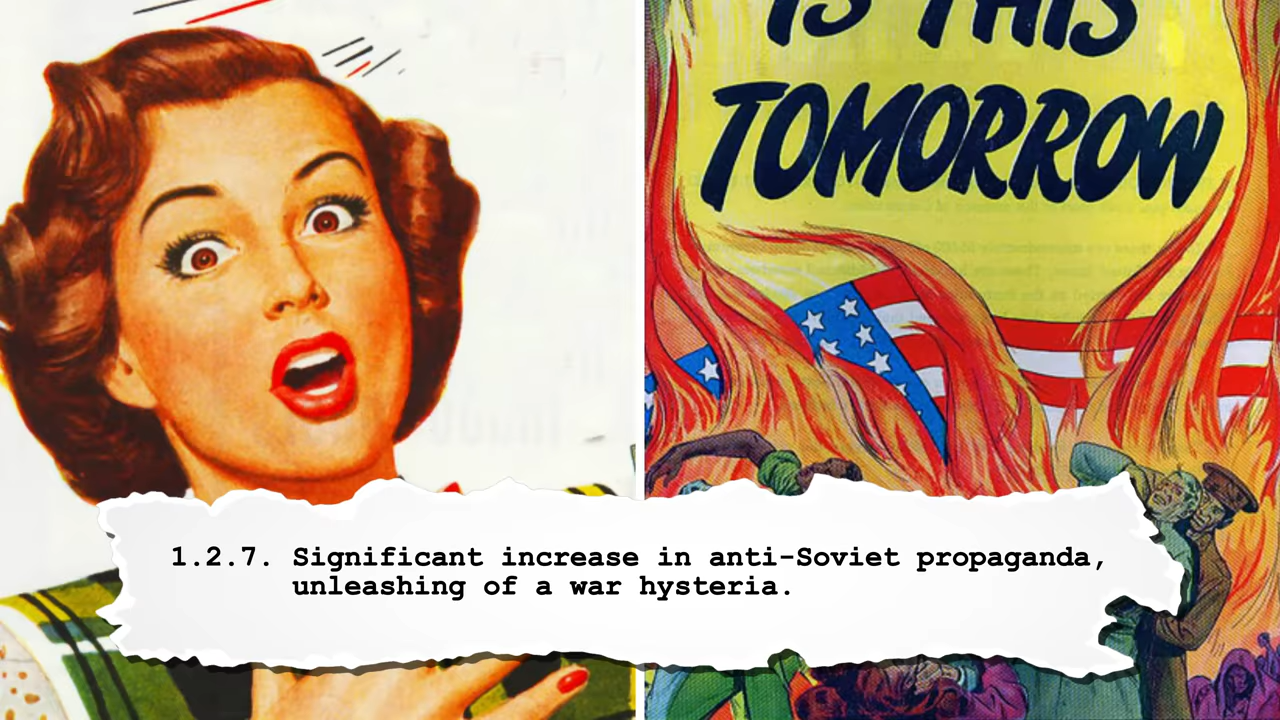 IS THIS
TOMORROW
1.2.7. Significant increase in anti-Soviet propaganda,
unleashing of a war hysteria.